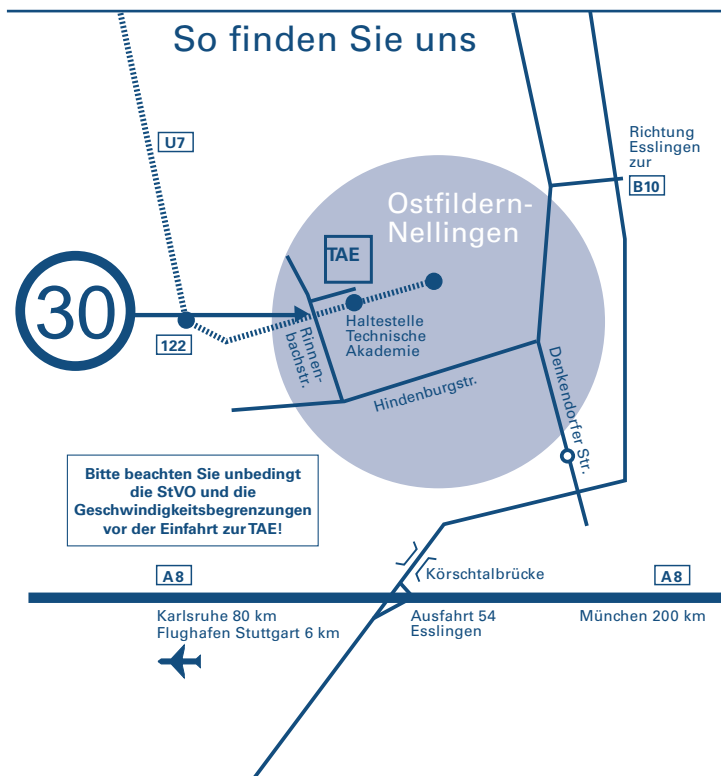 So finden Sie uns
U7
Richtung
Esslingen
zur
B10
Ostfildern-
Nellingen
TAE
30
122
Haltestelle
Technische
Akademie
Rinnen-
bachstr.
Hindenburgstr.
Denkendorfer Str.
Bitte beachten Sie unbedingt
die StVO und die
Geschwindigkeitsbegrenzungen
vor der Einfahrt zur TAE!
Körschtalbrücke
A8
A8
Karlsruhe 80 km
Flughafen Stuttgart 6 km
Ausfahrt 54
Esslingen
München 200 km